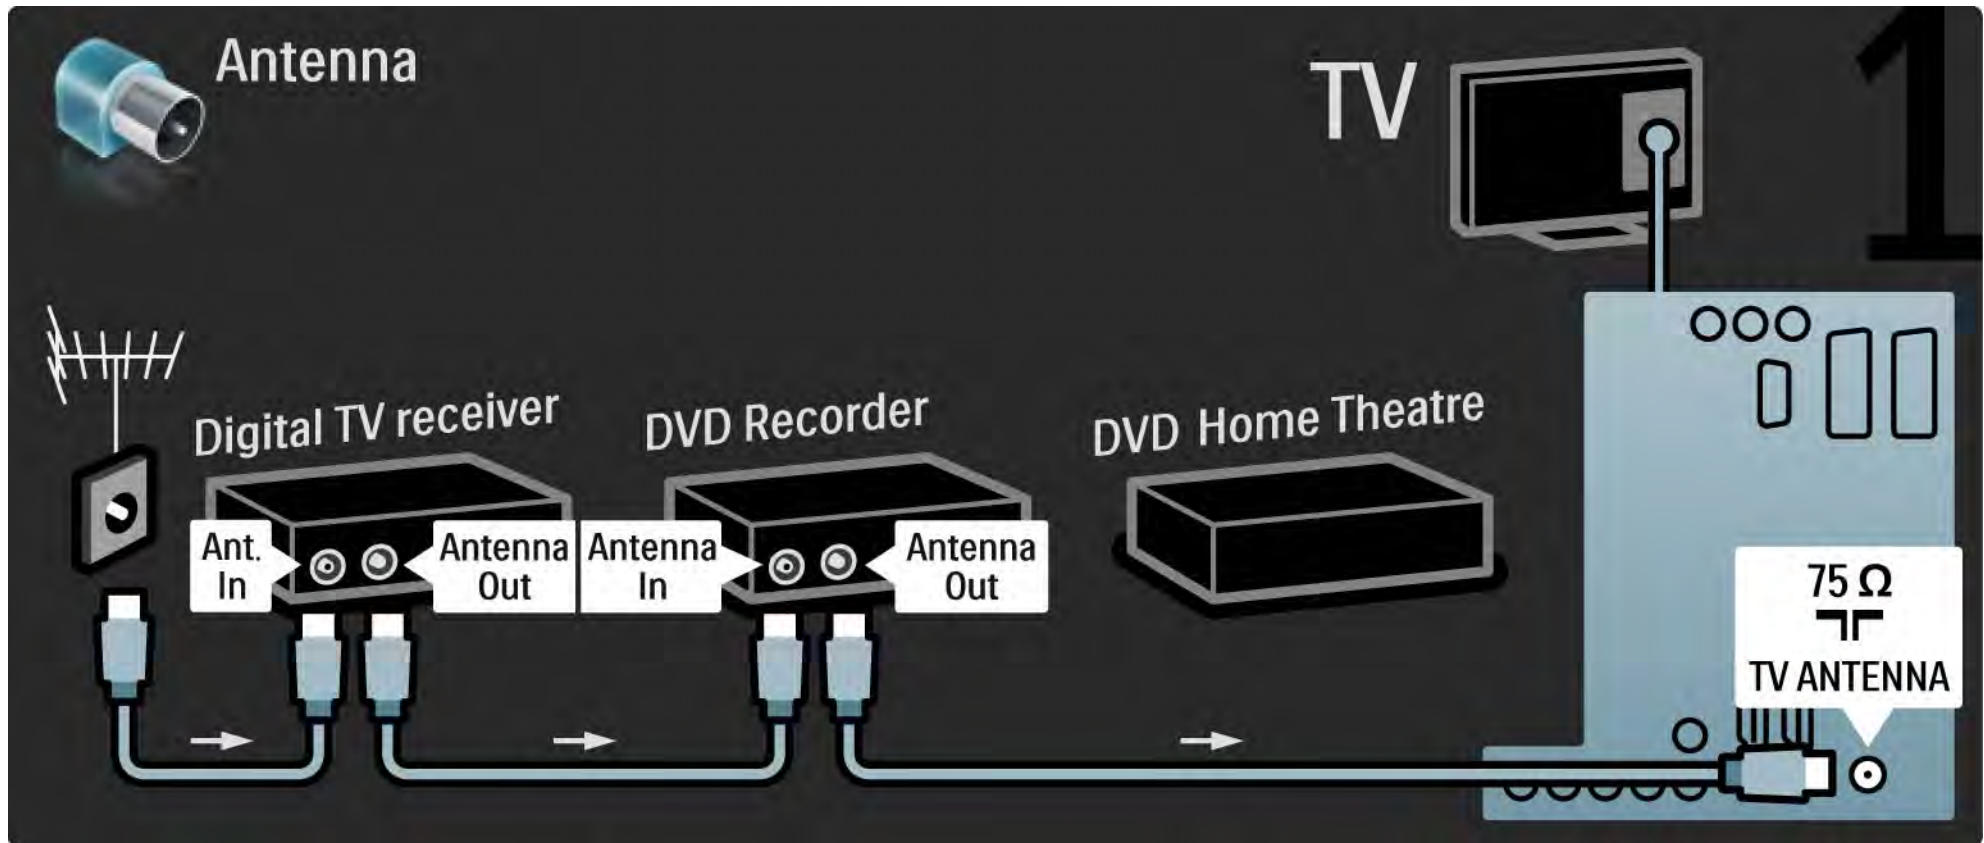 Antenna
TV
1
Digital TV receiver
DVD Recorder
DVD Home Theatre
Ant.
In
Antenna
Out
Antenna
In
Antenna
Out
75 Ω
TV ANTENNA